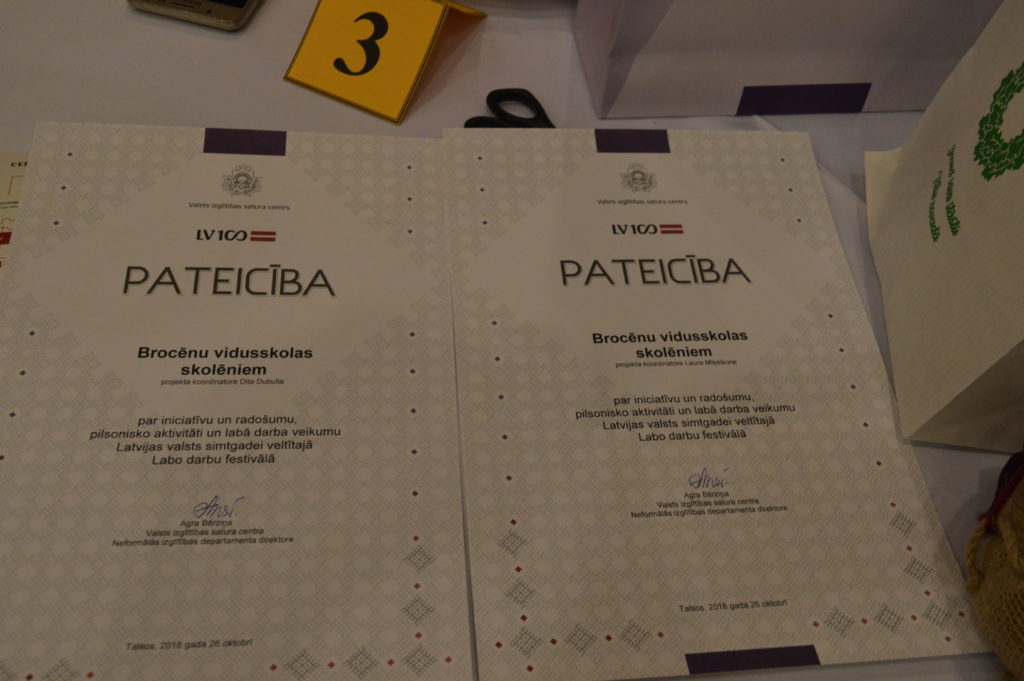 3
Valsts izglītības satura centrs
LV100
PATEICĪBA
Brocēnu vidusskolas
skolēniem
projekta koordinatore Dita Dubulta
par iniciatīvu un radošumu,
pilsonisko aktivitāti un labā darba veikumu
Latvijas valsts simtgadei veltītajā
Labo darbu festivālā
Agra Bērziņa
Valsts izglītības satura centra
Neformālās izglītības departamenta direktore
Talsos, 2018.gada 26.oktobrī
Valsts izglītības satura centrs
LV100
PATEICĪBA
Brocēnu vidusskolas
skolēniem
projekta koordinatore Laura Miķelsone
par iniciatīvu un radošumu,
pilsonisko aktivitāti un labā darba veikumu
Latvijas valsts simtgadei veltītajā
Labo darbu festivālā
Agra Bērziņa
Valsts izglītības satura centra
Neformālās izglītības departamenta direktore
Talsos, 2018.gada 26.oktobrī